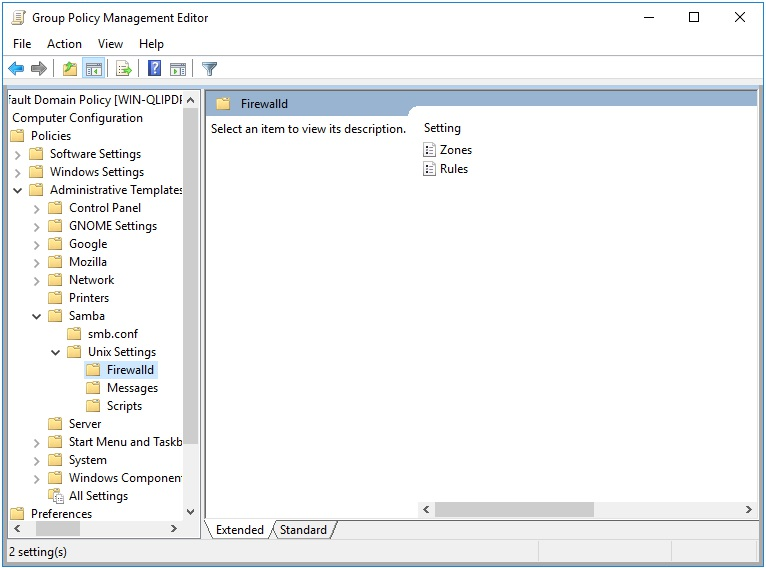 Group Policy Management Editor
File Action View Help
fault Domain Policy [WIN-QLIPDP
Computer Configuration
Policies
Software Settings
Windows Settings
Administrative Templates
Control Panel
GNOME Settings
Google
Mozilla
Network
Printers
Samba
smb.conf
Unix Settings
Firewalld
Messages
Scripts
Server
Start Menu and Taskb
System
Windows Componen
All Settings
Preferences
Firewalld
Select an item to view its description.
Setting
Zones
Rules
Extended Standard
2 setting(s)